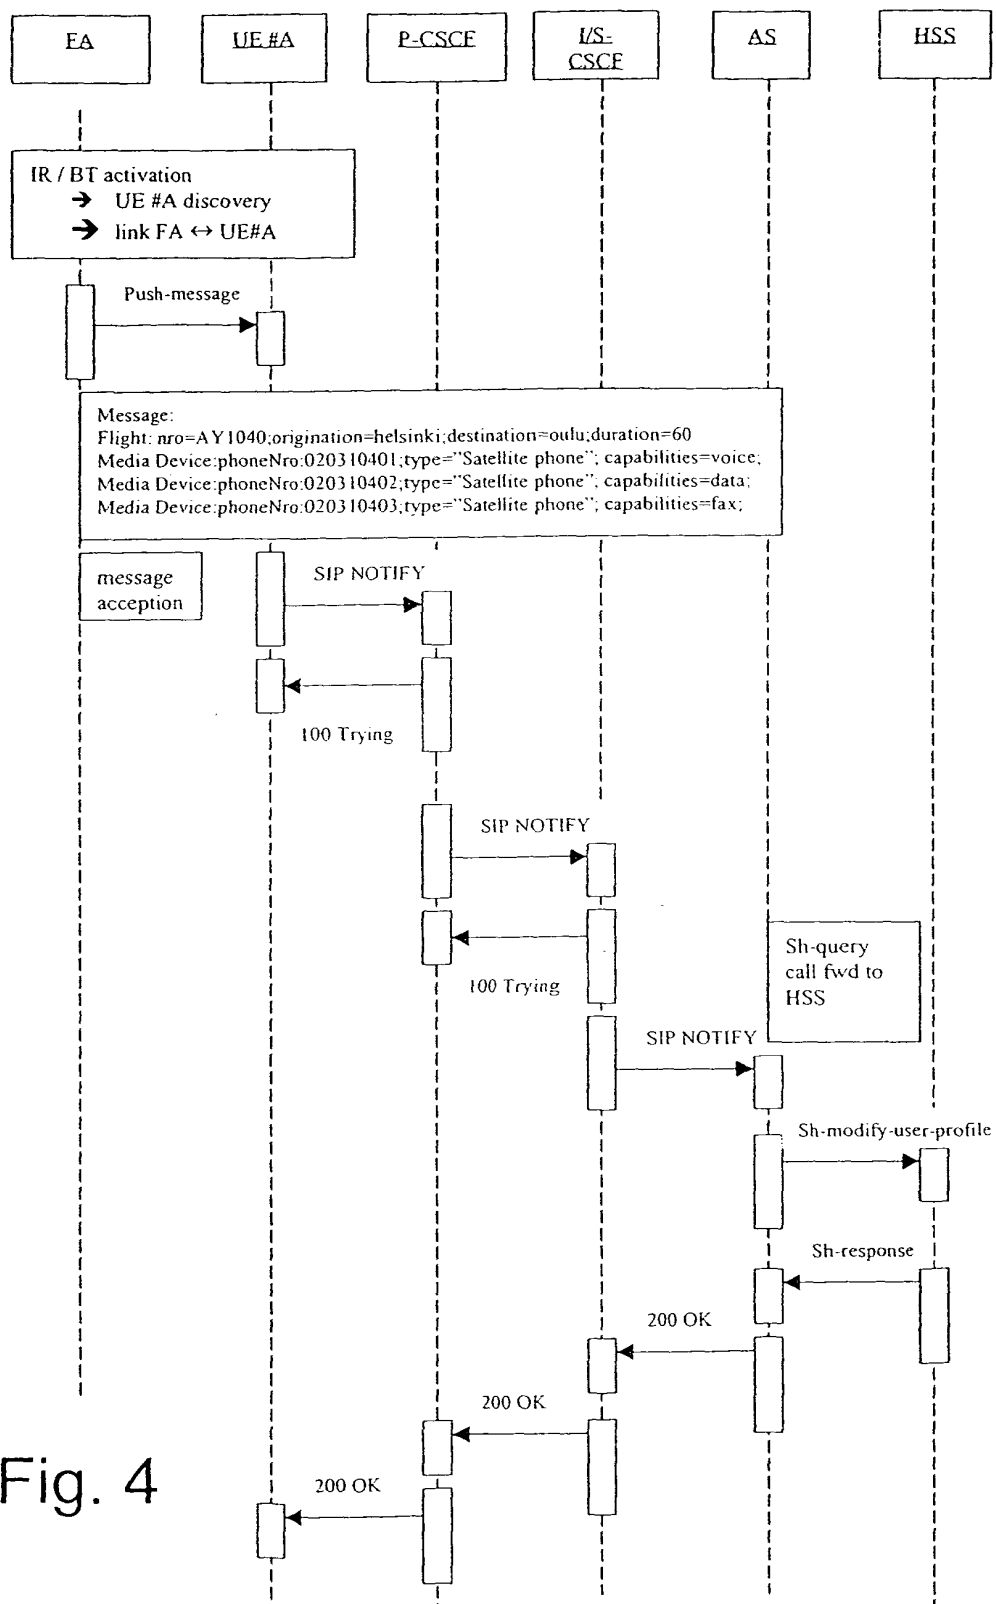 FA
UE #A
P-CSCF
I/S-
CSCF
AS
HSS
IR / BT activation
➔ UE #A discovery
➔ link FA ↔ UE#A
Push-message
Message:
Flight: nro=AY1040;origination=helsinki;destination=oulu;duration=60
Media Device:phoneNro:020310401;type="Satellite phone"; capabilities=voice;
Media Device:phoneNro:020310402;type="Satellite phone"; capabilities=data;
Media Device:phoneNro:020310403;type="Satellite phone"; capabilities=fax;
message
acception
SIP NOTIFY
100 Trying
SIP NOTIFY
100 Trying
Sh-query
call fwd to
HSS
SIP NOTIFY
Sh-modify-user-profile
Sh-response
200 OK
200 OK
200 OK
Fig. 4